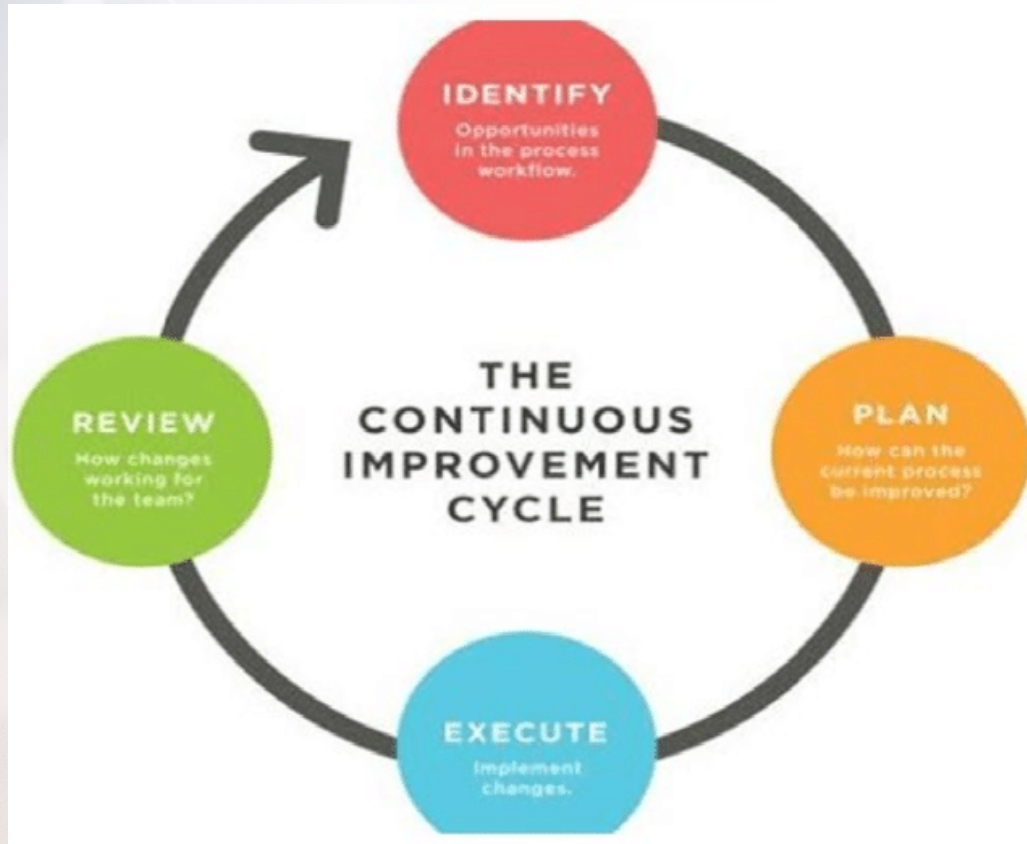 IDENTIFY
Opportunities
in the process
workflow.
THE
CONTINUOUS
IMPROVEMENT
CYCLE
PLAN
How can the
current process
be improved?
EXECUTE
Implement
changes.
REVIEW
How changes
working for
the team?